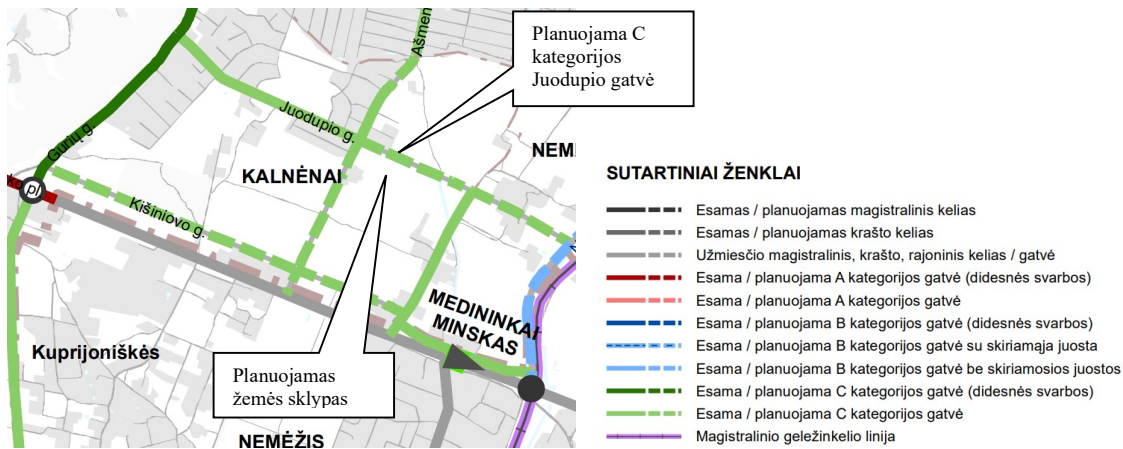 Planuojama C
kategorijos
Juodupio gatvė
Ašmen
Juodupio g.
Gurių g.
NEMI
KALNĖNAI
ko pl
Kišiniovo g.
MEDININKAI
MINSKAS
Kuprijoniškės
Planuojamas
žemės sklypas
NEMĖŽIS
SUTARTINIAI ŽENKLAI
Esamas / planuojamas magistralinis kelias
Esamas / planuojamas krašto kelias
Užmiesčio magistralinis, krašto, rajoninis kelias / gatvė
Esama / planuojama A kategorijos gatvė (didesnės svarbos)
Esama / planuojama A kategorijos gatvė
Esama / planuojama B kategorijos gatvė (didesnės svarbos)
Esama / planuojama B kategorijos gatvė su skiriamąja juosta
Esama / planuojama B kategorijos gatvė be skiriamosios juostos
Esama / planuojama C kategorijos gatvė (didesnės svarbos)
Esama / planuojama C kategorijos gatvė
Magistralinio geležinkelio linija